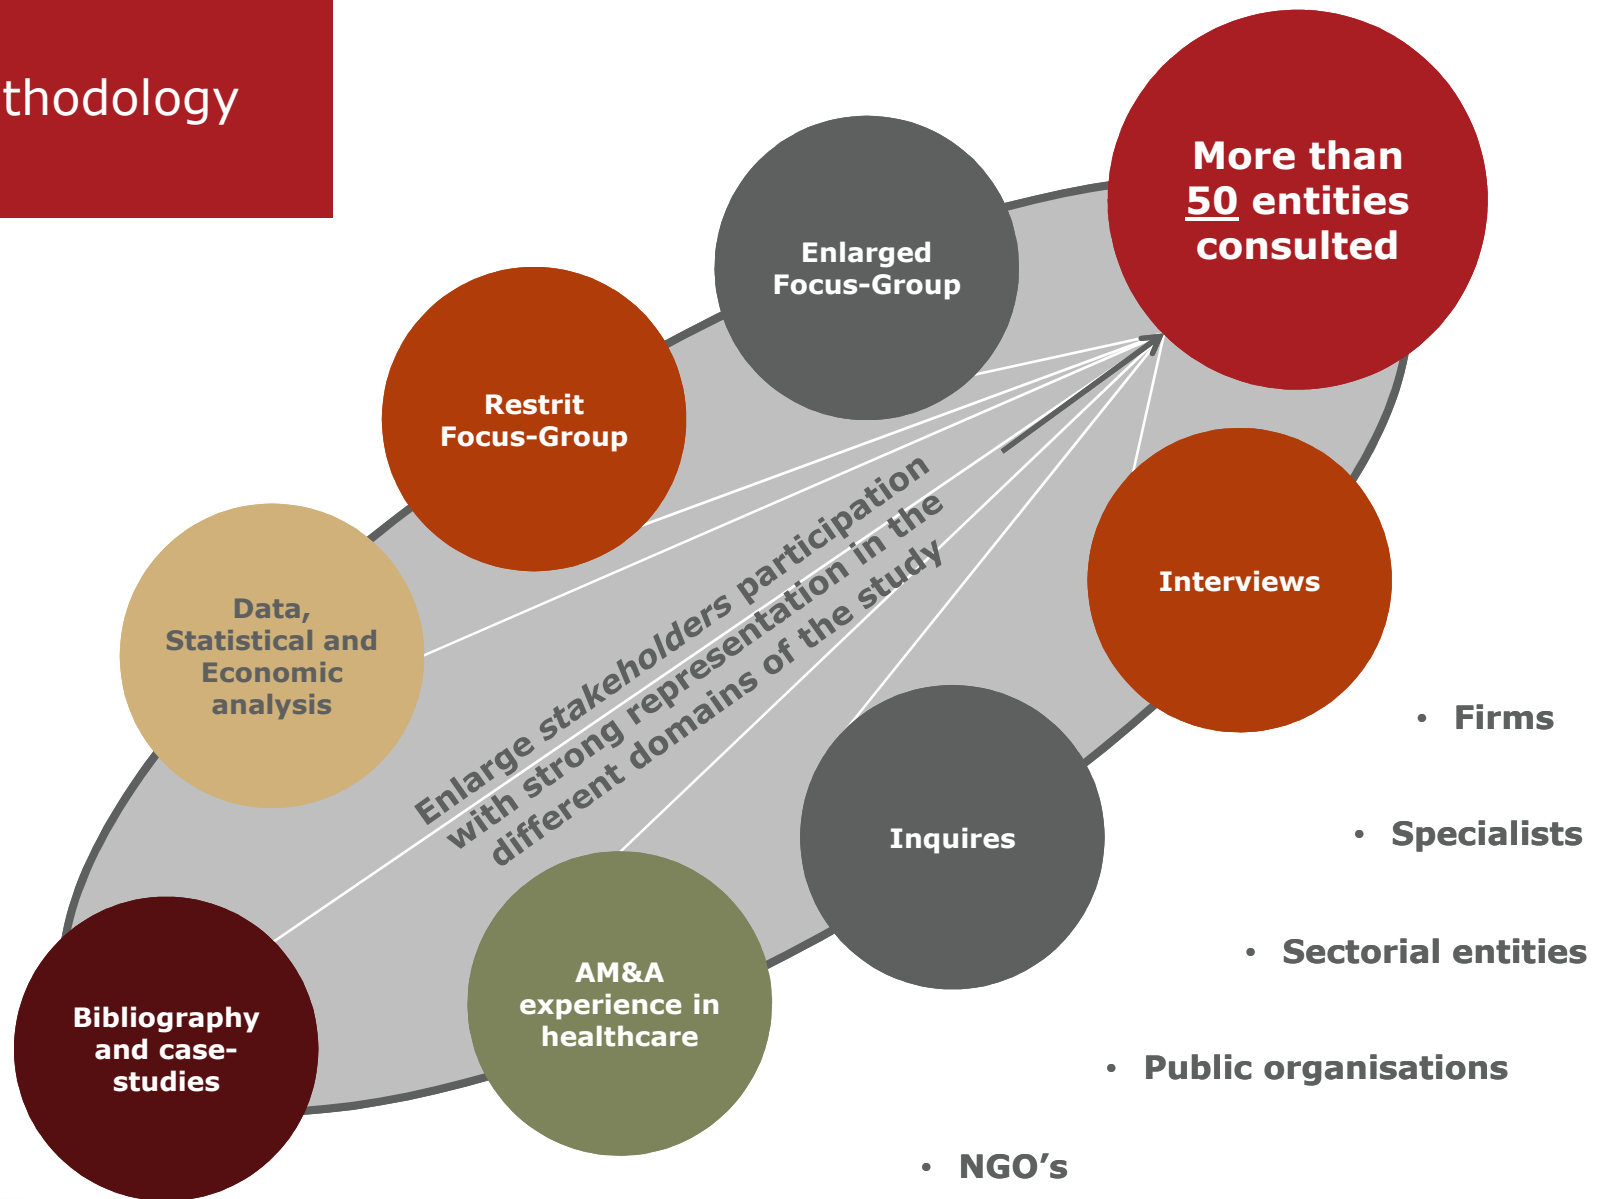 thodology
More than
50 entities
consulted
Enlarged
Focus-Group
Restrit
Focus-Group
Interviews
Data,
Statistical and
Economic
analysis
Enlarge stakeholders participation
with strong representation in the
different domains of the study
Inquires
AM&A
experience in
healthcare
Bibliography
and case-
studies
• Firms
• Specialists
• Sectorial entities
• Public organisations
• NGO’s